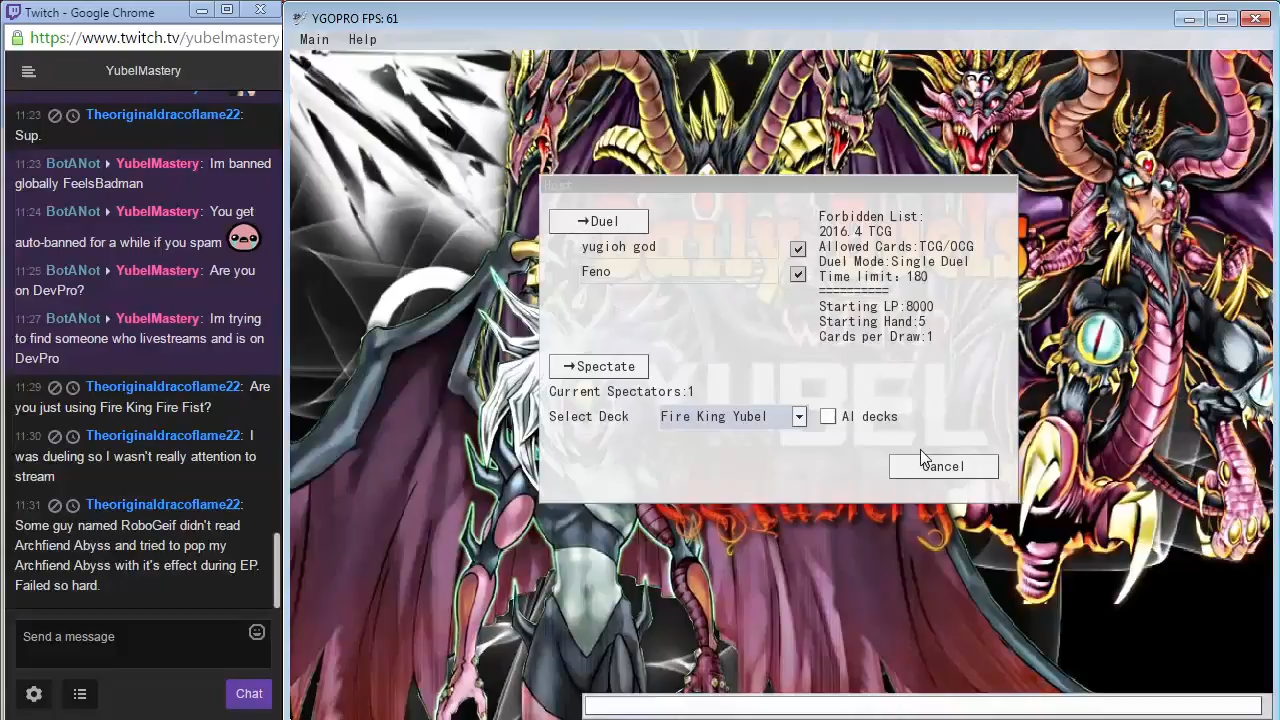 Twitch - Google Chrome
https://www.twitch.tv/yubelmastery
YubelMastery
11:23 Theoriginaldracoflame22:
Sup.
11:23 BotANot YubelMastery: Im banned
globally FeelsBadman
11:24 BotANot YubelMastery: You get
auto-banned for a while if you spam
11:25 BotANot YubelMastery: Are you
on DevPro?
11:27 BotANot YubelMastery: Im trying
to find someone who livestreams and is on
DevPro
11:29 Theoriginaldracoflame22: Are
you just using Fire King Fire Fist?
11:30 Theoriginaldracoflame22: I
was dueling so I wasn't really attention to
stream
11:31 Theoriginaldracoflame22:
Some guy named RoboGeif didn't read
Archfiend Abyss and tried to pop my
Archfiend Abyss with it's effect during EP.
Failed so hard.
Send a message
Chat
YGOPRO FPS: 61
Main Help
Host
→Duel
yugioh god
Feno
Forbidden List:
2016.4 TCG
Allowed Cards:TCG/OCG
Duel Mode:Single Duel
Time limit: 180
==========
Starting LP:8000
Starting Hand:5
Cards per Draw:1
→Spectate
Current Spectators:1
Select Deck Fire King Yubel AI decks
Cancel
YUBEL